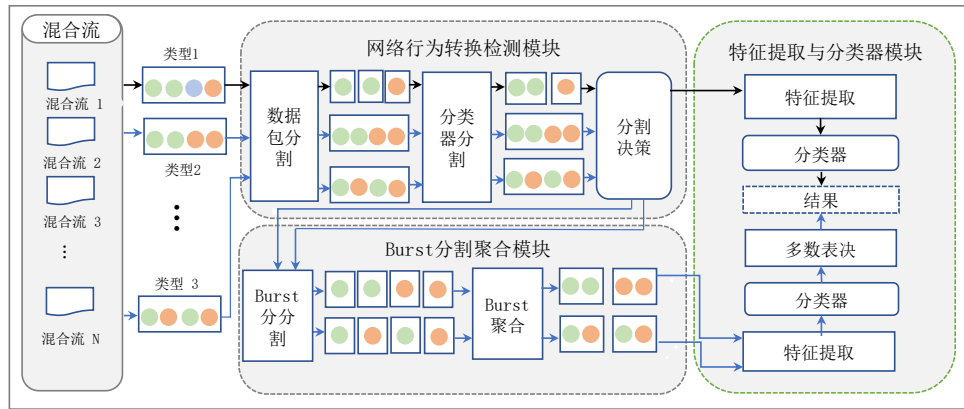 混合流
混合流 1
混合流 2
混合流 3
...
混合流 N
类型1
类型2
⋮
类型 3
网络行为转换检测模块
数据
包分
割
分类
器分
割
分割
决策
Burst分割聚合模块
Burst
分分
割
Burst
聚合
特征提取与分类器模块
特征提取
分类器
结果
多数表决
分类器
特征提取